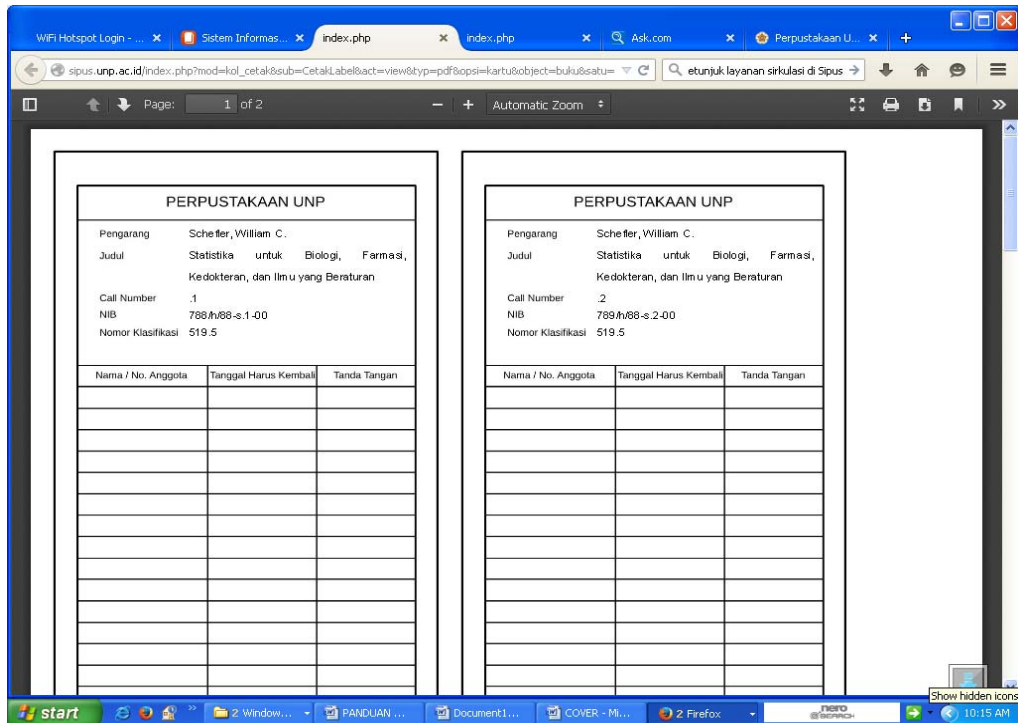 WiFi Hotspot Login - ...
Sistem Informas...
index.php
index.php
Ask.com
Perpustakaan U...
sipus.unp.ac.id/index.php?mod=kol_cetak&sub=CetakLabel&act=view&typ=pdf&opsi=kartu&object=buku&satu=
etunjuk layanan sirkulasi di Sipus
Page: 1 of 2
Automatic Zoom
PERPUSTAKAAN UNP
Pengarang Schefler, William C.
Judul Statistika untuk Biologi, Farmasi,
Kedokteran, dan Ilmu yang Beraturan
Call Number .1
NIB 788/h/88-s.1-00
Nomor Klasifikasi 519.5
Nama / No. Anggota Tanggal Harus Kembali Tanda Tangan
PERPUSTAKAAN UNP
Pengarang Schefler, William C.
Judul Statistika untuk Biologi, Farmasi,
Kedokteran, dan Ilmu yang Beraturan
Call Number .2
NIB 789/h/88-s.2-00
Nomor Klasifikasi 519.5
Nama / No. Anggota Tanggal Harus Kembali Tanda Tangan
Show hidden icons
start
2 Window...
PANDUAN ...
Document1...
COVER - Mi...
2 Firefox
nero
SEARCH
10:15 AM